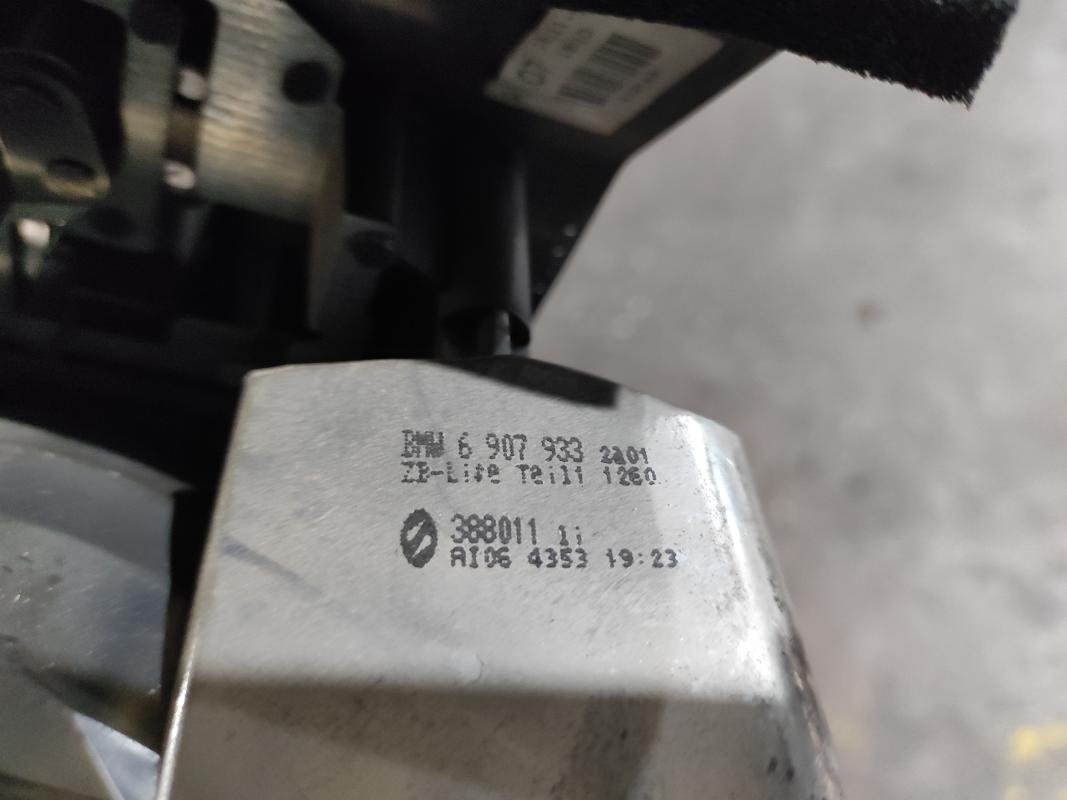 BMW 6 907 933 2a01
ZB-Life Teil1 1260
388011 1i
AI06 4353 19:23